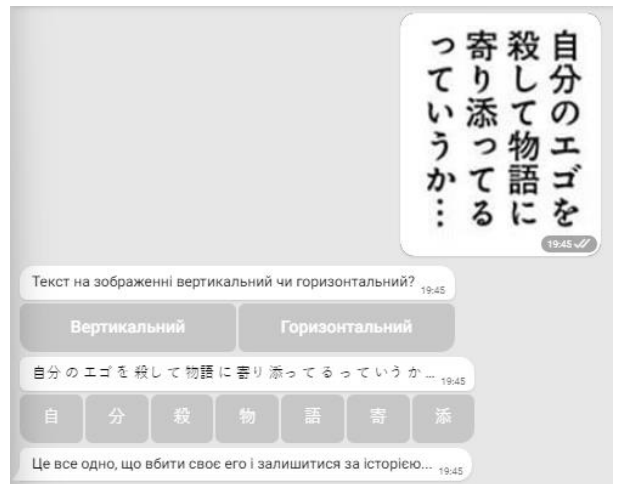 自分のエゴを
殺して物語に
寄り添ってる
っていうか…
19:45
Текст на зображенні вертикальний чи горизонтальний?
19:45
Вертикальний
Горизонтальний
自分 の エゴ を 殺し て 物語 に 寄り 添っ て る っ て いう か ...
19:45
自 分 殺 物 語 寄 添
Це все одно, що вбити своє его і залишитися за історією...
19:45